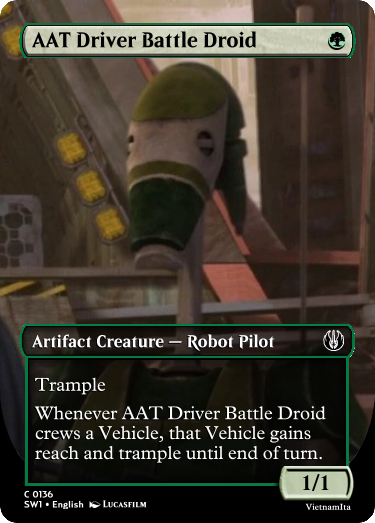 AAT Driver Battle Droid
Artifact Creature — Robot Pilot
Trample
Whenever AAT Driver Battle Droid
crews a Vehicle, that Vehicle gains
reach and trample until end of turn.
1/1
C 0136
SW1 • English LUCASFILM
VietnamIta